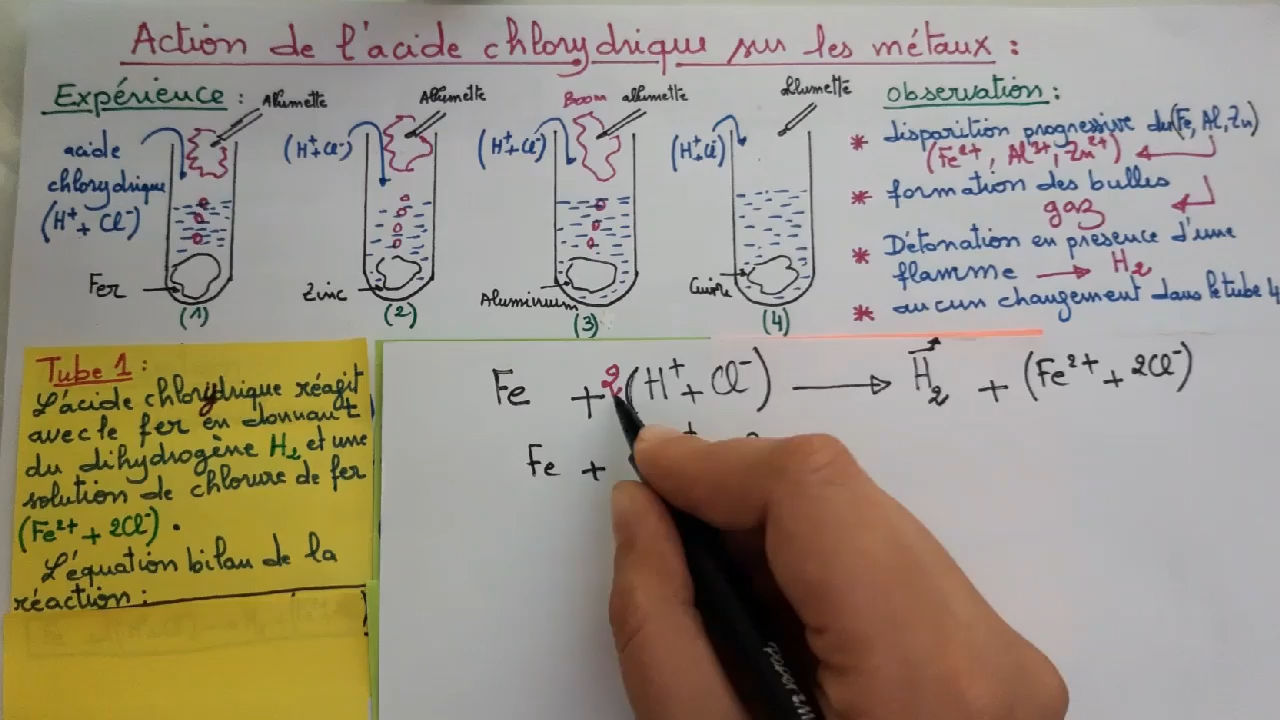 Action de l'acide chlorydrique sur les métaux :
Expérience :
Allumette
Allumette
Boom allumette
Llumette
acide
chlorydrique
(H⁺ + Cl⁻)
(H⁺+Cl⁻)
(H⁺+Cl⁻)
(H⁺+Cl⁻)
Fer
Zinc
Aluminium
Cuivre
(1)
(2)
(3)
(4)
Observation :
* disparition progressive du (Fe, Al, Zn)
(Fe²⁺, Al³⁺, Zn²⁺)
* formation des bulles
gaz
* Détonation en présence d'une
flamme → H₂
* aucun changement dans le tube 4
Tube 1 :
L'acide chlorydrique réagit
avec le fer en donnant
du dihydrogène H₂ et une
solution de chlorure de fer
(Fe²⁺ + 2Cl⁻).
L'équation bilan de la
réaction :
Fe + 2(H⁺ + Cl⁻) → H₂ + (Fe²⁺ + 2Cl⁻)
Fe +